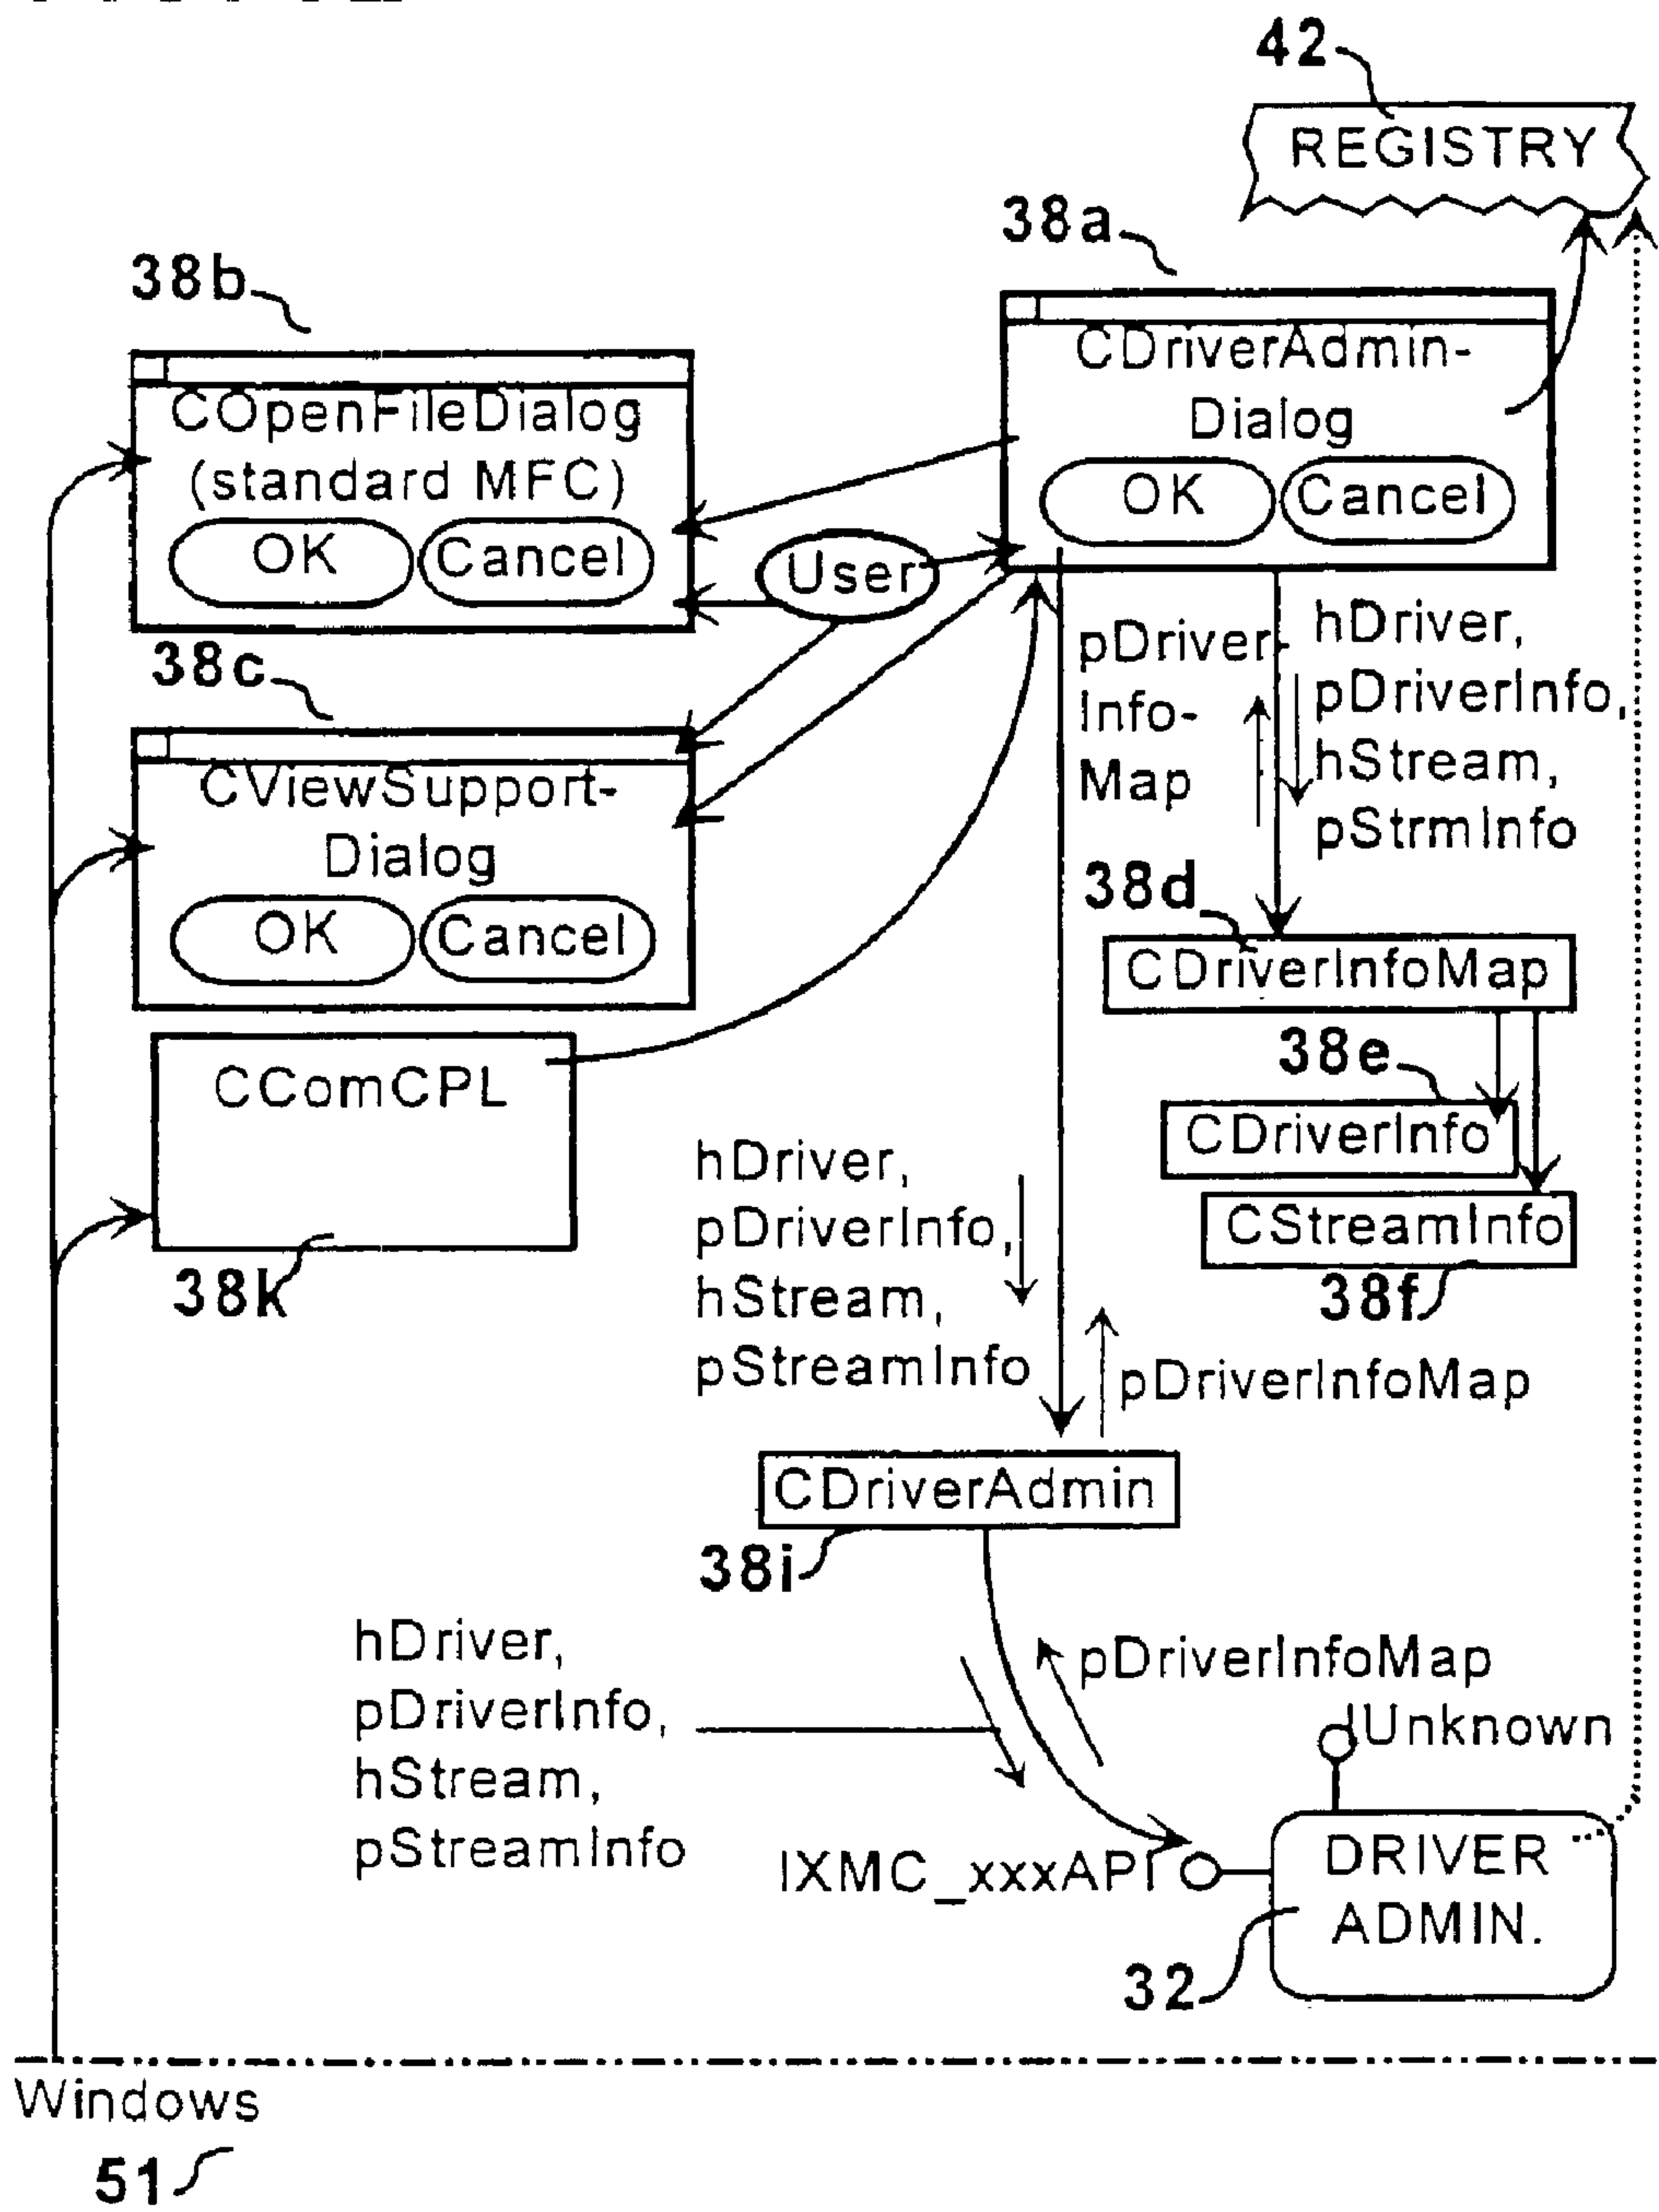 42
REGISTRY
38a
38b
CDriverAdmin-
Dialog
OK
Cancel
COpenFileDialog
(standard MFC)
OK
Cancel
User
38c
CViewSupport-
Dialog
OK
Cancel
pDriver-
Info-
Map
hDriver,
pDriverInfo,
hStream,
pStrmInfo
38d
CDriverInfoMap
38e
CDriverInfo
CStreamInfo
38f
CComCPL
38k
hDriver,
pDriverInfo,
hStream,
pStreamInfo
pDriverInfoMap
CDriverAdmin
38i
hDriver,
pDriverInfo,
hStream,
pStreamInfo
pDriverInfoMap
IUnknown
IXMC_xxxAPI
DRIVER
ADMIN.
32
Windows
51